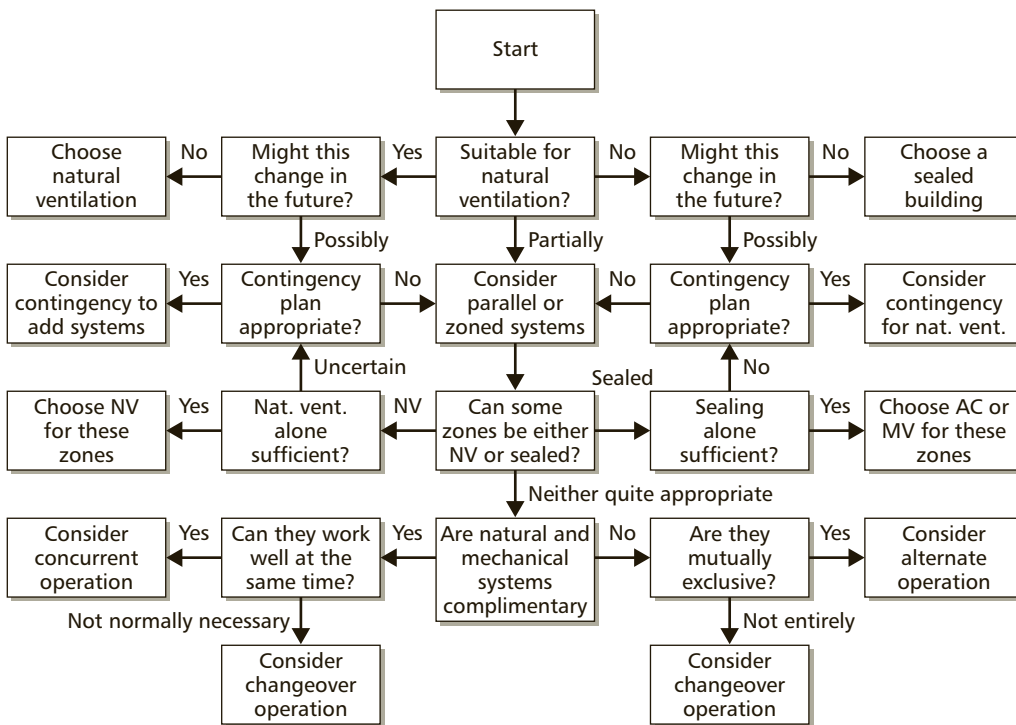 Start
Choose
natural
ventilation
No
Might this
change in
the future?
Yes
Suitable for
natural
ventilation?
No
Might this
change in
the future?
No
Choose a
sealed
building
Possibly
Partially
Possibly
Consider
contingency to
add systems
Yes
Contingency
plan
appropriate?
No
Consider
parallel or
zoned systems
No
Contingency
plan
appropriate?
Yes
Consider
contingency
for nat. vent.
Uncertain
Sealed
No
Choose NV
for these
zones
Yes
Nat. vent.
alone
sufficient?
NV
Can some
zones be either
NV or sealed?
Sealing
alone
sufficient?
Yes
Choose AC or
MV for these
zones
Neither quite appropriate
Consider
concurrent
operation
Yes
Can they work
well at the
same time?
Yes
Are natural and
mechanical
systems
complimentary
No
Are they
mutually
exclusive?
Yes
Consider
alternate
operation
Not normally necessary
Not entirely
Consider
changeover
operation
Consider
changeover
operation